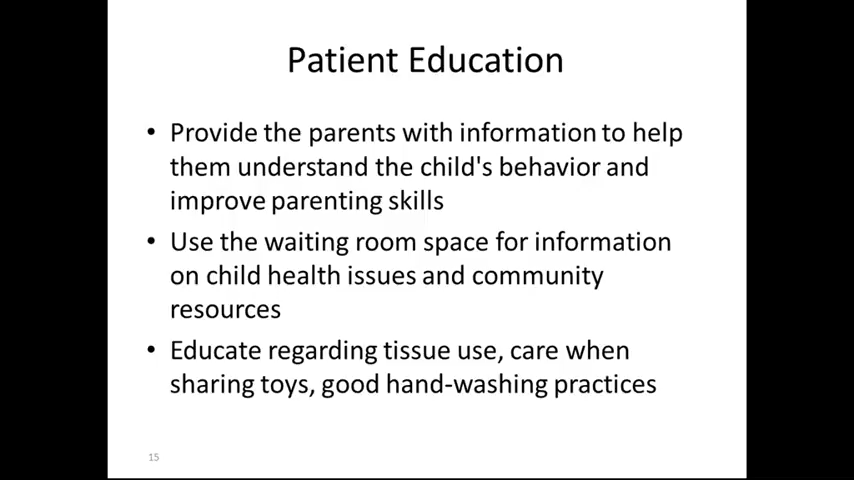 Patient Education
• Provide the parents with information to help
them understand the child's behavior and
improve parenting skills
• Use the waiting room space for information
on child health issues and community
resources
• Educate regarding tissue use, care when
sharing toys, good hand-washing practices
15